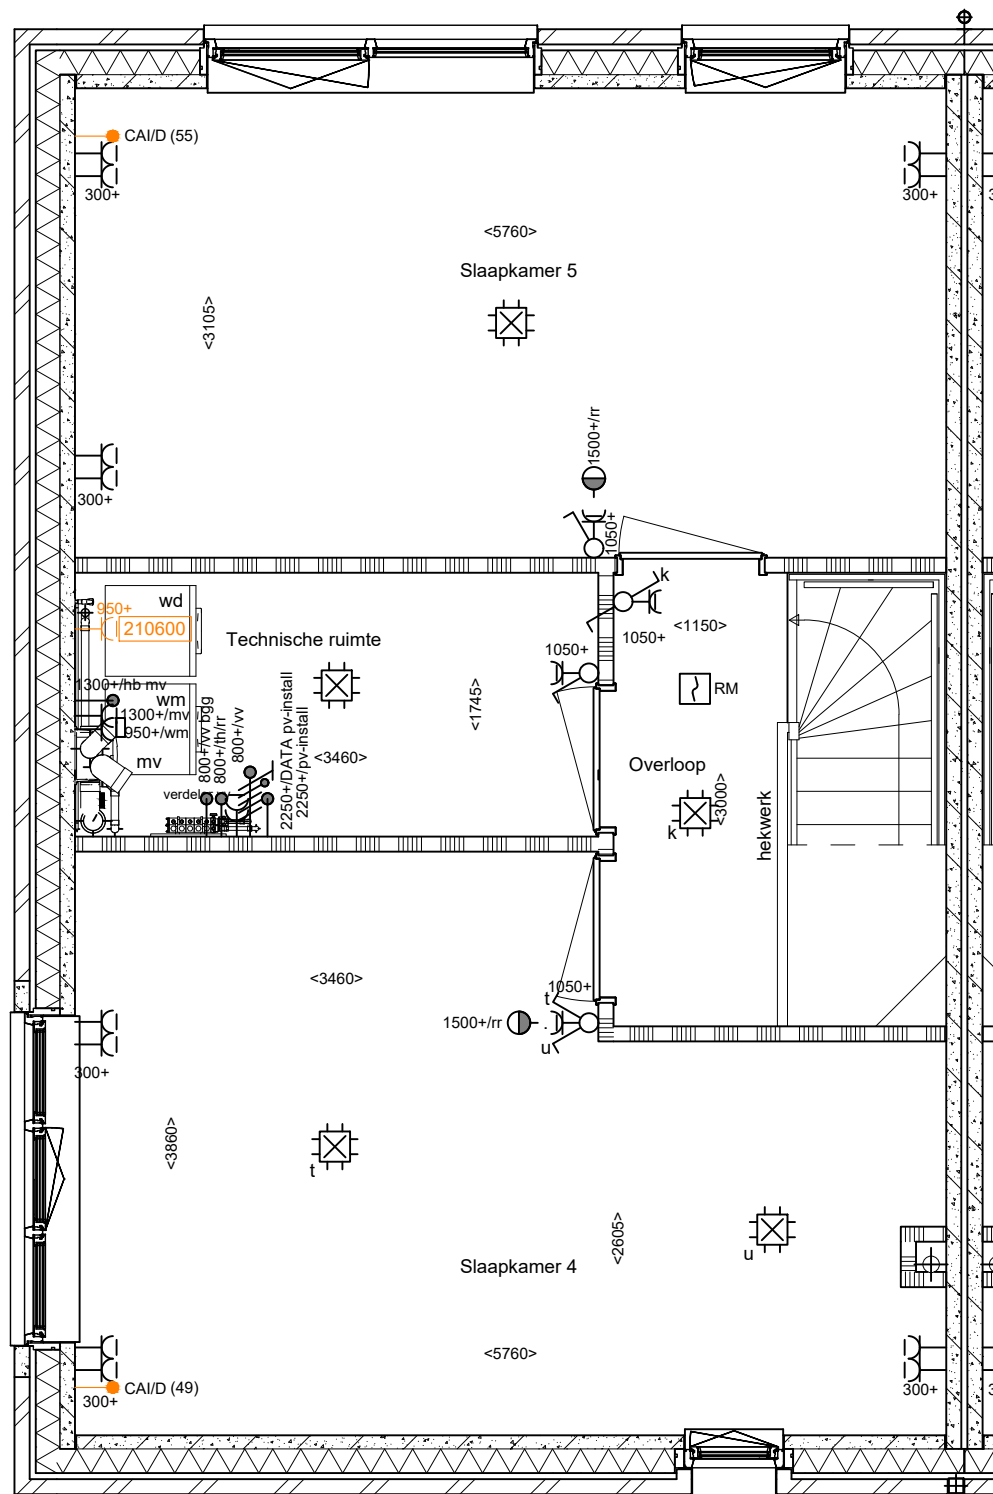 CAI/D (55)
300+
300+
<5760>
Slaapkamer 5
<3105>
1500+/rr
300+
1050+
k
wd
950+
210600
Technische ruimte
1050+
<1150>
1050+
1300+/hb mv
wm
1300+/mv
950+/wm
mv
800+/vv bgg
800+/th/rr
800+/vv
2250+/DATA pv-install
2250+/pv-install
<1745>
<3460>
RM
Overloop
<3000>
k
hekwerk
<3460>
1050+
t
1500+/rr
u
300+
<3860>
t
<2605>
u
Slaapkamer 4
<5760>
CAI/D (49)
300+
300+